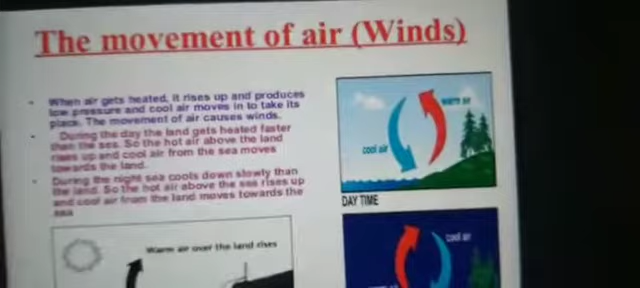 The movement of air (Winds)
When air gets heated, it rises up and produces
low pressure and cool air moves in to take its
place. The movement of air causes winds.
During the day the land gets heated faster
than the sea. So the hot air above the land
rises up and cool air from the sea moves
towards the land.
During the night sea cools down slowly than
the land. So the hot air above the sea rises up
and cool air from the land moves towards the
sea
warm air
cool air
DAY TIME
Warm air over the land rises
cool air